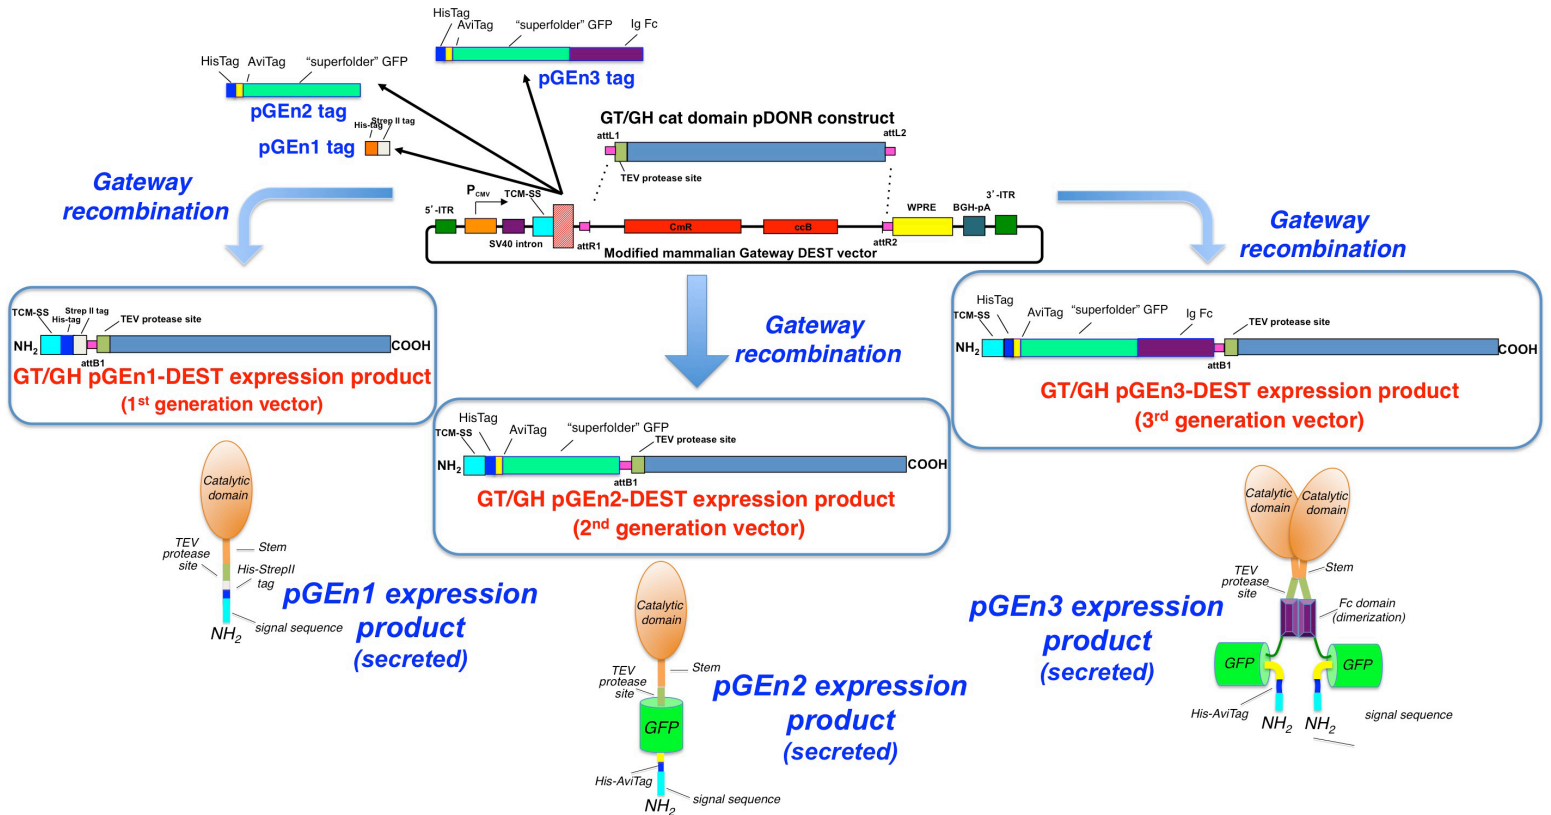 HisTag
AviTag
“superfolder” GFP
Ig Fc
pGEn3 tag
HisTag
AviTag
“superfolder” GFP
pGEn2 tag
His-tag
Strep II tag
pGEn1 tag
GT/GH cat domain pDONR construct
attL1
attL2
TEV protease site
Gateway
recombination
5'-ITR
PCMV
TCM-SS
SV40 intron
attR1
CmR
ccB
attR2
WPRE
BGH-pA
3'-ITR
Modified mammalian Gateway DEST vector
Gateway
recombination
TCM-SS
His-tag
Strep II tag
TEV protease site
NH2
attB1
COOH
GT/GH pGEn1-DEST expression product
(1st generation vector)
Gateway
recombination
HisTag
TCM-SS
AviTag
“superfolder” GFP
TEV protease site
NH2
attB1
COOH
GT/GH pGEn2-DEST expression product
(2nd generation vector)
HisTag
TCM-SS
AviTag
“superfolder” GFP
Ig Fc
TEV protease site
NH2
attB1
COOH
GT/GH pGEn3-DEST expression product
(3rd generation vector)
Catalytic
domain
TEV
protease
site
Stem
His-StrepII
tag
signal sequence
NH2
pGEn1 expression
product
(secreted)
Catalytic
domain
TEV
protease
site
Stem
GFP
His-AviTag
signal sequence
NH2
pGEn2 expression
product
(secreted)
pGEn3 expression
product
(secreted)
Catalytic
domain
Catalytic
domain
TEV
protease
site
Stem
Fc domain
(dimerization)
GFP
GFP
His-AviTag
NH2
NH2
signal sequence